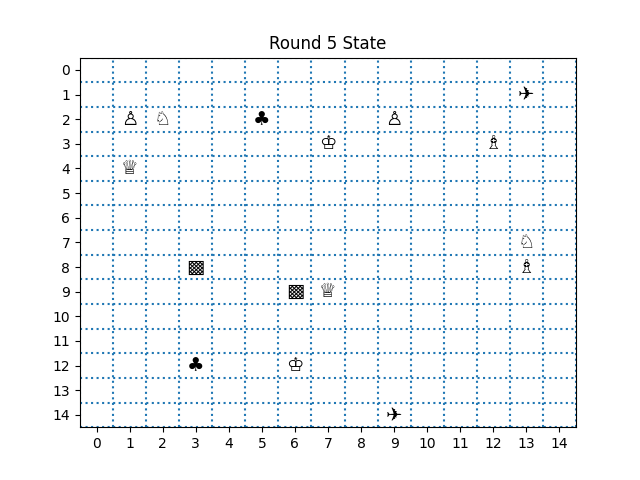 Round 5 State
0
1 ✈
2 ♙ ♘ ♣ ♙
3 ♔ ♗
4 ♕
5
6
7 ♘
8 ▩ ♗
9 ▩ ♕
10
11
12 ♣ ♔
13
14 ✈
0 1 2 3 4 5 6 7 8 9 10 11 12 13 14